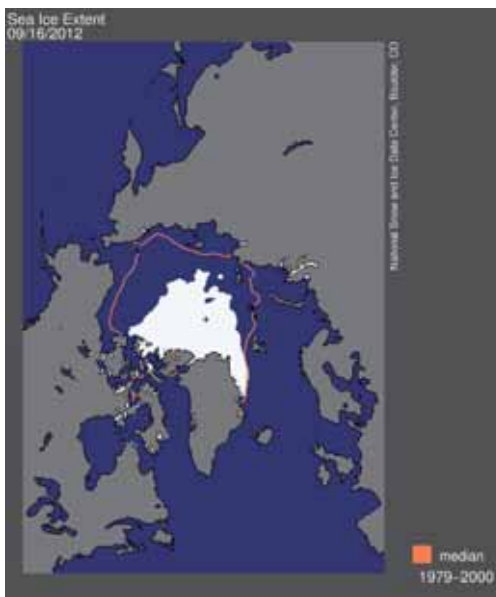 Sea Ice Extent
09/16/2012
National Snow and Ice Data Center, Boulder, CO
median
1979-2000